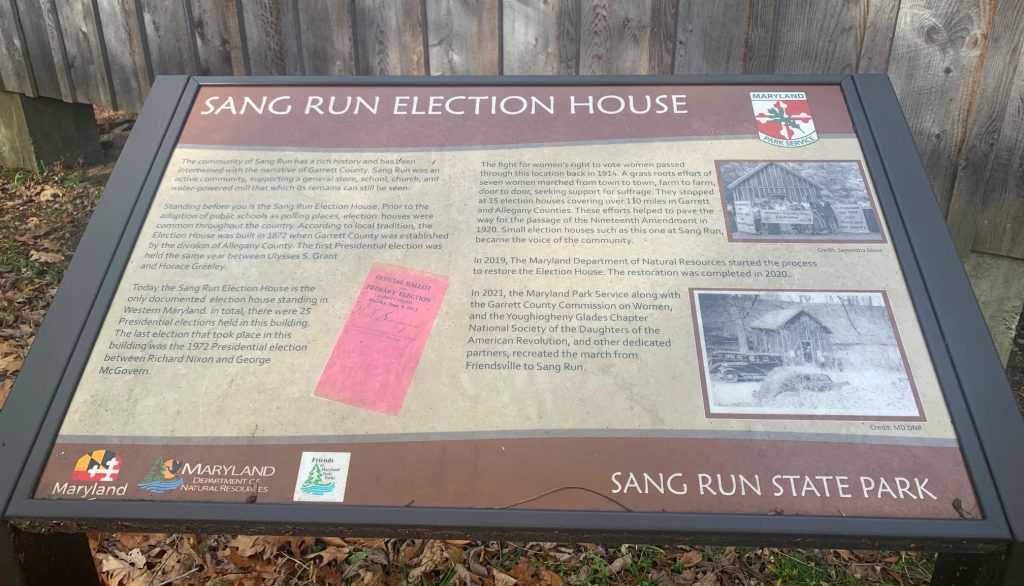 SANG RUN ELECTION HOUSE
MARYLAND
PARK SERVICE
The community of Sang Run has a rich history and has been
intertwined with the narrative of Garrett County. Sang Run was an
active community, supporting a general store, school, church, and
water-powered mill that which its remains can still be seen.
Standing before you is the Sang Run Election House. Prior to the
adoption of public schools as polling places, election houses were
common throughout the country. According to local tradition, the
Election House was built in 1872 when Garrett County was established
by the division of Allegany County. The first Presidential election was
held the same year between Ulysses S. Grant
and Horace Greeley.
Today the Sang Run Election House is the
only documented election house standing in
Western Maryland. In total, there were 25
Presidential elections held in this building.
The last election that took place in this
building was the 1972 Presidential election
between Richard Nixon and George
McGovern.
OFFICIAL BALLOT
PRIMARY ELECTION
GARRETT COUNTY
The fight for women's right to vote women passed
through this location back in 1914. A grass roots effort of
seven women marched from town to town, farm to farm,
door to door, seeking support for suffrage. They stopped
at 15 election houses covering over 130 miles in Garrett
and Allegany Counties. These efforts helped to pave the
way for the passage of the Nineteenth Amendment in
1920. Small election houses such as this one at Sang Run,
became the voice of the community.
Credit: Samantha Dixon
In 2019, The Maryland Department of Natural Resources started the process
to restore the Election House. The restoration was completed in 2020.
In 2021, the Maryland Park Service along with
the Garrett County Commission on Women,
and the Youghiogheny Glades Chapter
National Society of the Daughters of the
American Revolution, and other dedicated
partners, recreated the march from
Friendsville to Sang Run.
Credit: MD DNR
Maryland
MARYLAND
DEPARTMENT OF
NATURAL RESOURCES
Friends
of Maryland
State Parks
SANG RUN STATE PARK